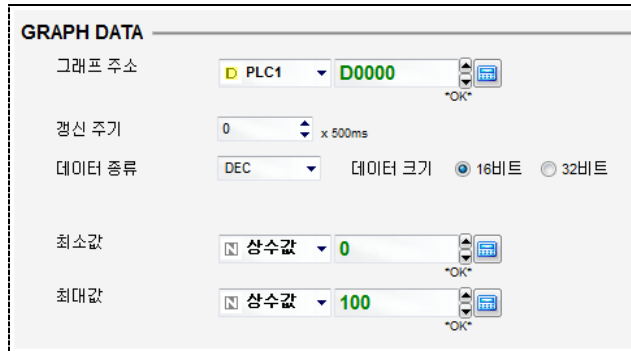 GRAPH DATA
그래프 주소 D PLC1 D0000
*OK*
갱신 주기 0 x 500ms
데이터 종류 DEC 데이터 크기 16비트 32비트
최소값 N 상수값 0
*OK*
최대값 N 상수값 100
*OK*